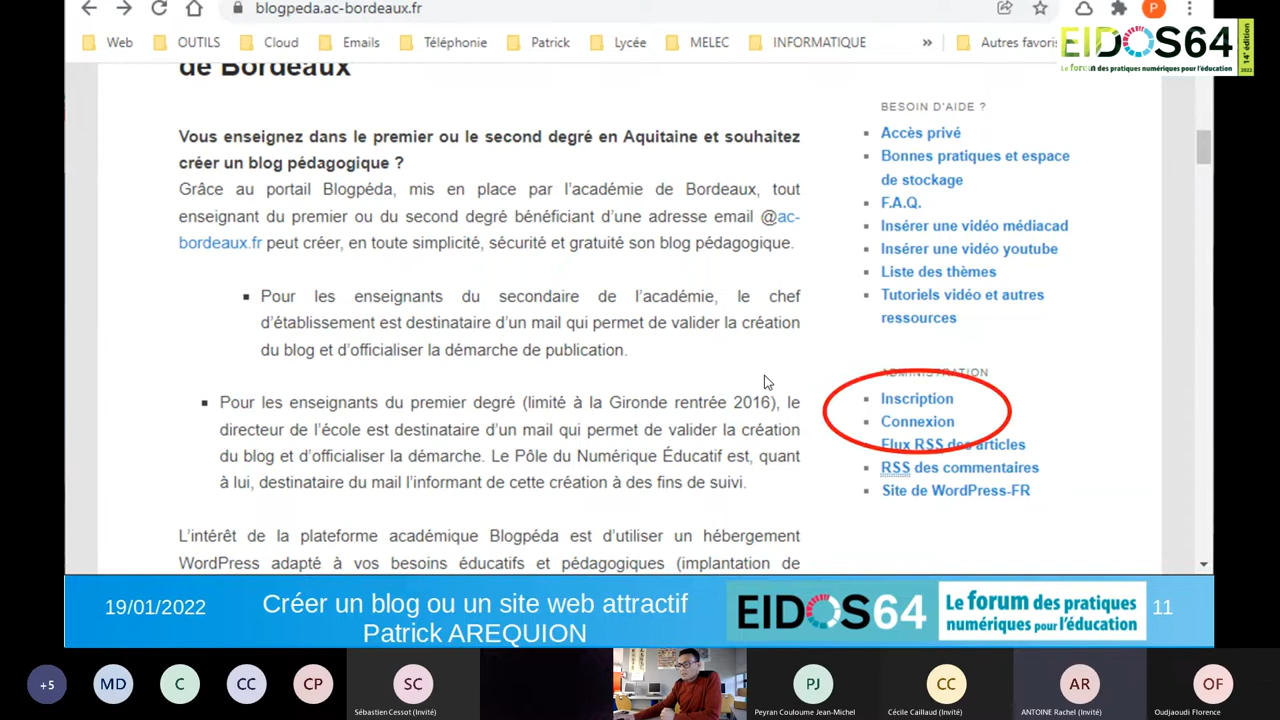 blogpeda.ac-bordeaux.fr
P
Web OUTILS Cloud Emails Téléphonie Patrick Lycée MELEC INFORMATIQUE » Autres favoris
EIDOS64
Le forum des pratiques numériques pour l'éducation
14e édition
2022
de Bordeaux
Vous enseignez dans le premier ou le second degré en Aquitaine et souhaitez
créer un blog pédagogique ?
Grâce au portail Blogpéda, mis en place par l'académie de Bordeaux, tout
enseignant du premier ou du second degré bénéficiant d'une adresse email @ac-
bordeaux.fr peut créer, en toute simplicité, sécurité et gratuité son blog pédagogique.
Pour les enseignants du secondaire de l'académie, le chef
d'établissement est destinataire d'un mail qui permet de valider la création
du blog et d'officialiser la démarche de publication.
Pour les enseignants du premier degré (limité à la Gironde rentrée 2016), le
directeur de l'école est destinataire d'un mail qui permet de valider la création
du blog et d'officialiser la démarche. Le Pôle du Numérique Éducatif est, quant
à lui, destinataire du mail l'informant de cette création à des fins de suivi.
L'intérêt de la plateforme académique Blogpéda est d'utiliser un hébergement
WordPress adapté à vos besoins éducatifs et pédagogiques (implantation de
BESOIN D'AIDE ?
Accès privé
Bonnes pratiques et espace
de stockage
F.A.Q.
Insérer une vidéo médiacad
Insérer une vidéo youtube
Liste des thèmes
Tutoriels vidéo et autres
ressources
ADMINISTRATION
Inscription
Connexion
Flux RSS des articles
RSS des commentaires
Site de WordPress-FR
19/01/2022
Créer un blog ou un site web attractif
Patrick AREQUION
EIDOS64
Le forum des pratiques
numériques pour l'éducation
11
+5 MD C CC CP SC PJ CC AR OF
Sébastien Cessot (Invité) Peyran Couloume Jean-Michel Cécile Caillaud (Invité) ANTOINE Rachel (Invité) Oudjaoudi Florence